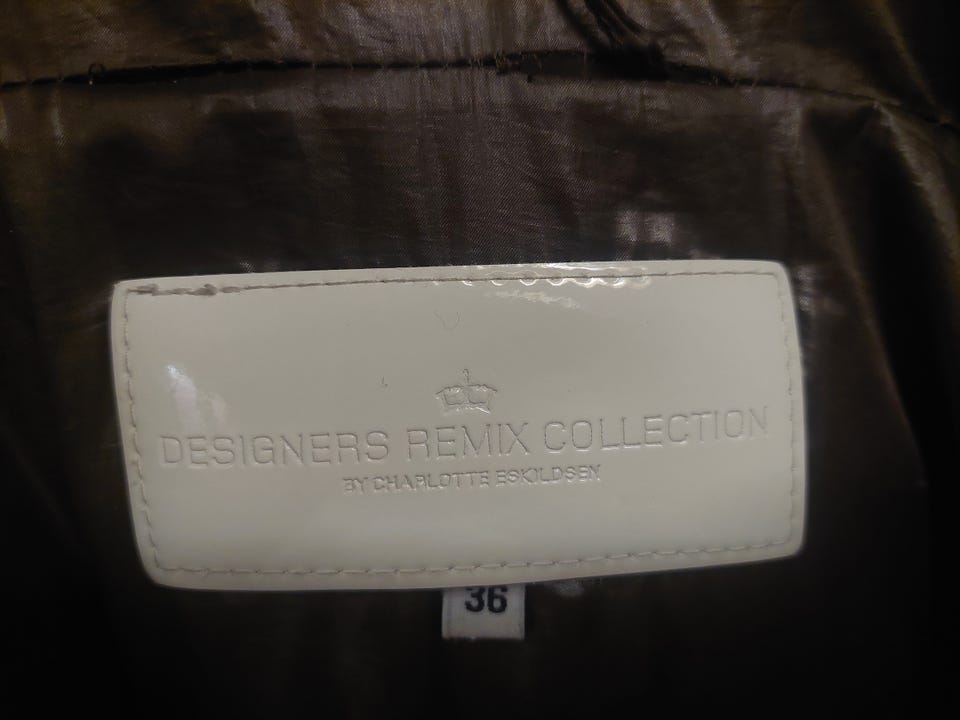 DESIGNERS REMIX COLLECTION
BY CHARLOTTE ESKILDSEN
36